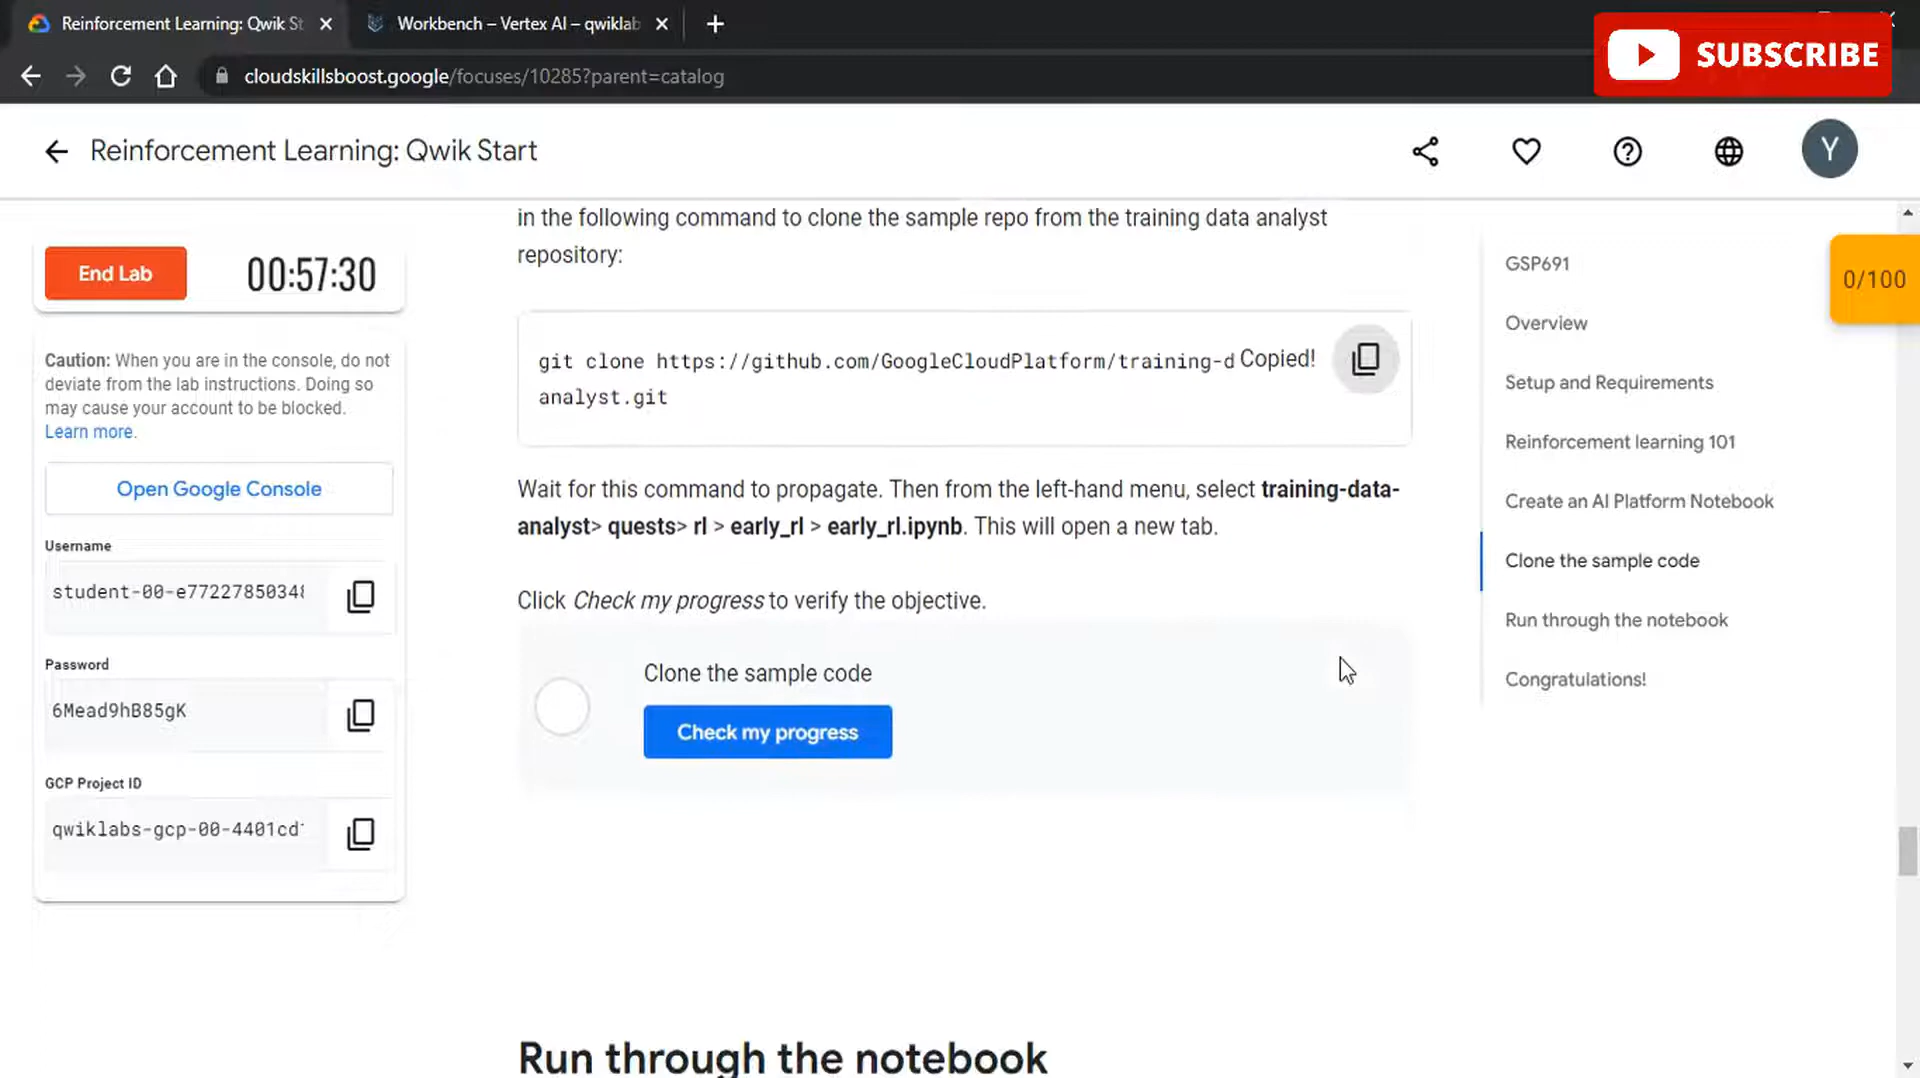 Reinforcement Learning: Qwik St
Workbench – Vertex AI – qwiklab
SUBSCRIBE
cloudskillsboost.google/focuses/10285?parent=catalog
Reinforcement Learning: Qwik Start
Y
End Lab
00:57:30
Caution: When you are in the console, do not
deviate from the lab instructions. Doing so
may cause your account to be blocked.
Learn more.
Open Google Console
Username
student-00-e77227850348
Password
6Mead9hB85gK
GCP Project ID
qwiklabs-gcp-00-4401cd
in the following command to clone the sample repo from the training data analyst
repository:
git clone https://github.com/GoogleCloudPlatform/training-d Copied!
analyst.git
Wait for this command to propagate. Then from the left-hand menu, select training-data-
analyst> quests> rl > early_rl > early_rl.ipynb. This will open a new tab.
Click Check my progress to verify the objective.
Clone the sample code
Check my progress
Run through the notebook
GSP691
Overview
Setup and Requirements
Reinforcement learning 101
Create an AI Platform Notebook
Clone the sample code
Run through the notebook
Congratulations!
0/100